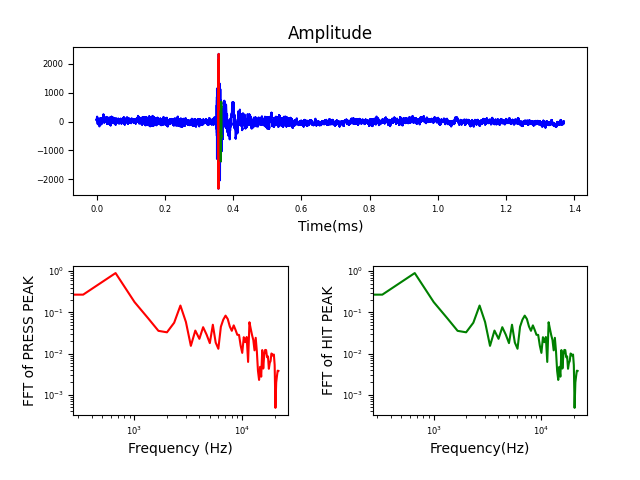 Amplitude
2000
1000
0
−1000
−2000
0.0 0.2 0.4 0.6 0.8 1.0 1.2 1.4
Time(ms)
FFT of PRESS PEAK
10⁰
10⁻¹
10⁻²
10⁻³
10³ 10⁴
Frequency (Hz)
FFT of HIT PEAK
10⁰
10⁻¹
10⁻²
10⁻³
10³ 10⁴
Frequency(Hz)